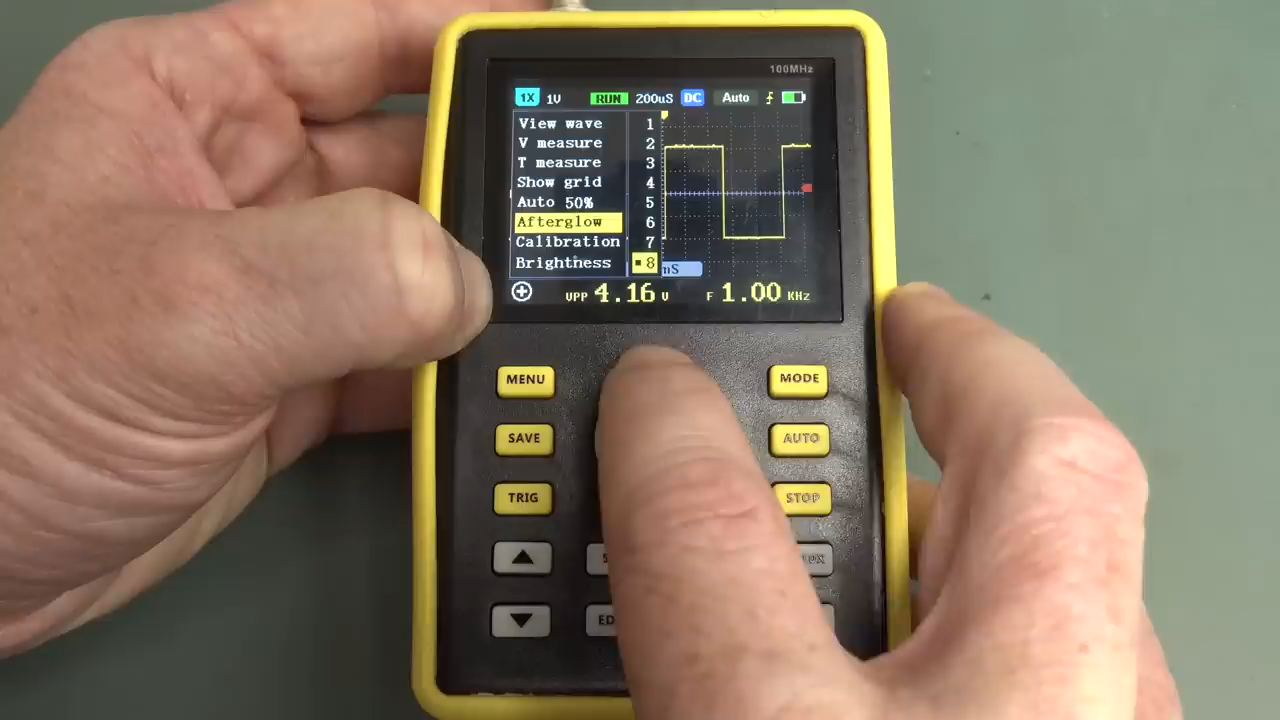 100MHz
1X 1V RUN 200uS DC Auto
View wave 1
V measure 2
T measure 3
Show grid 4
Auto 50% 5
Afterglow 6
Calibration 7
Brightness 8
nS
VPP 4.16 V F 1.00 KHz
MENU MODE
SAVE AUTO
TRIG STOP